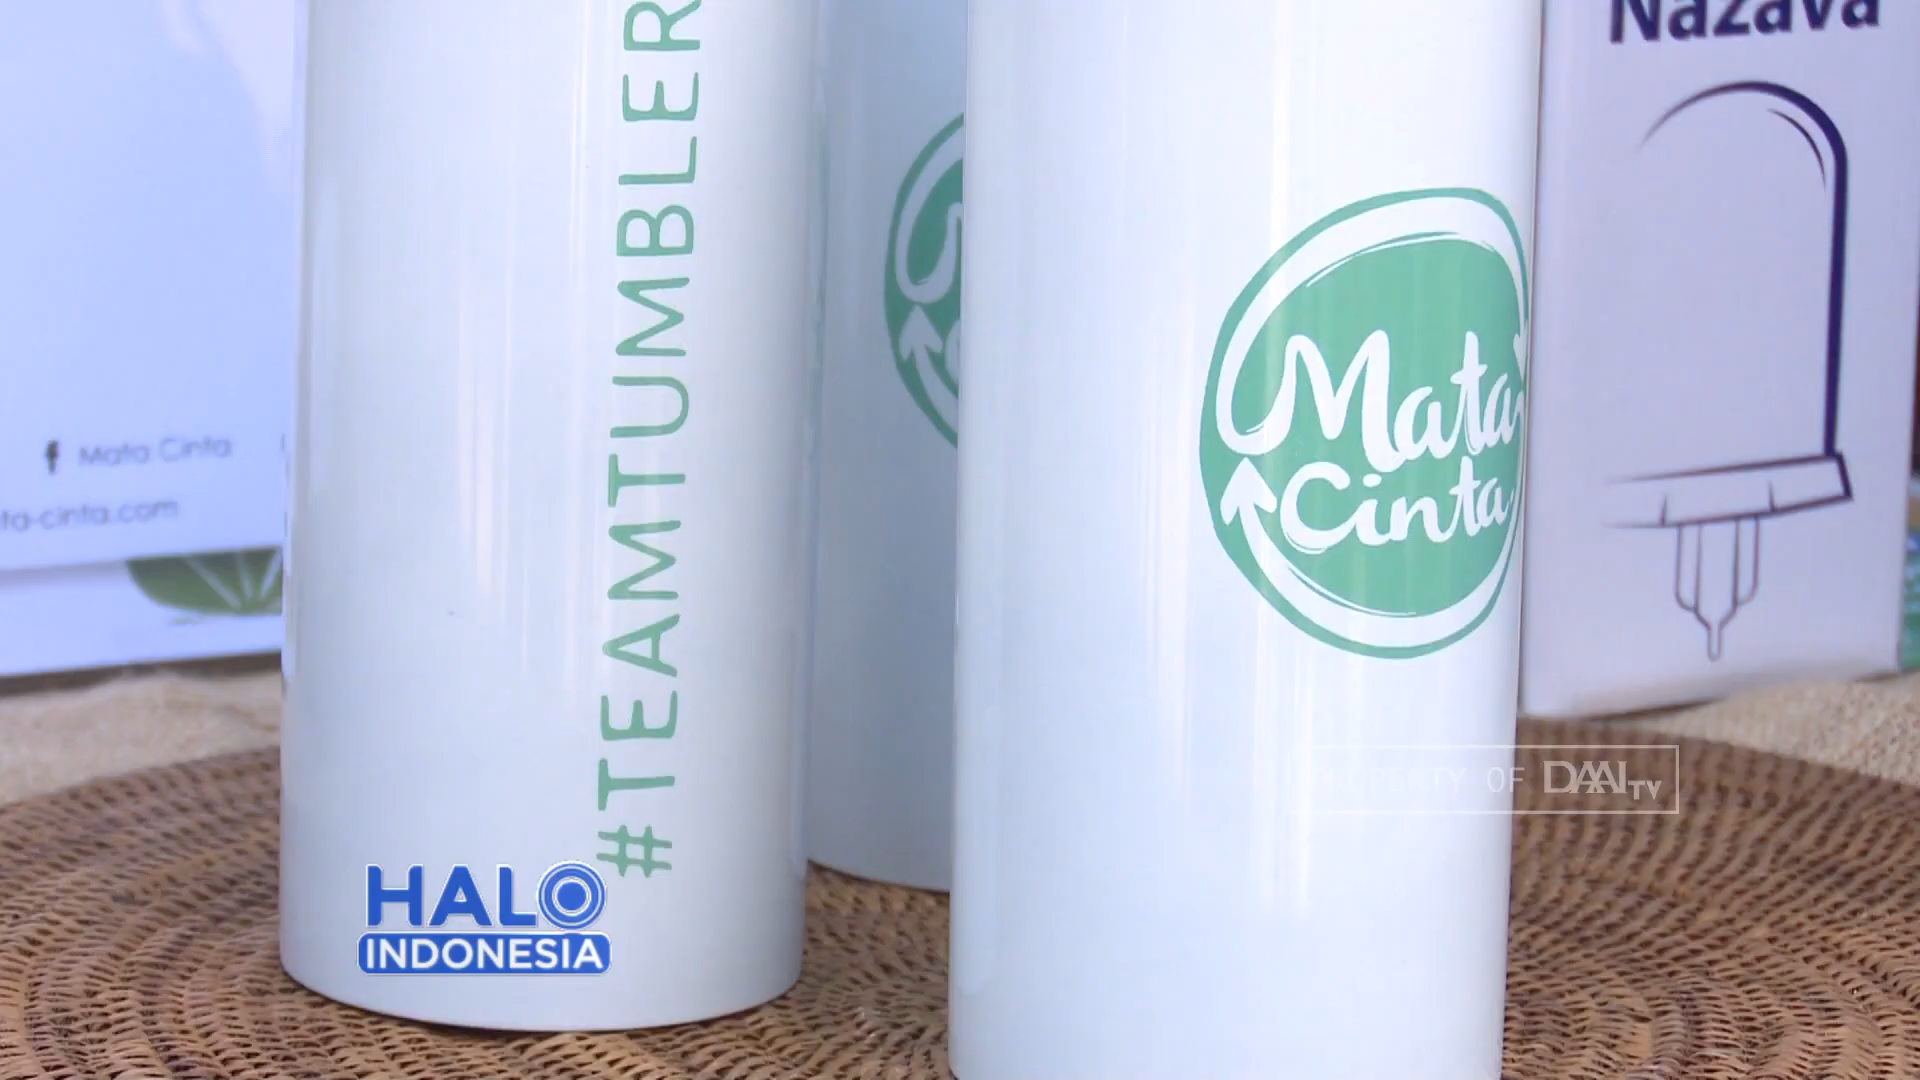 Nazava
#TEAMTUMBLER
Mata
Cinta
Mata Cinta
ta-cinta.com
PROPERTY OF DAAI TV
HALO
INDONESIA